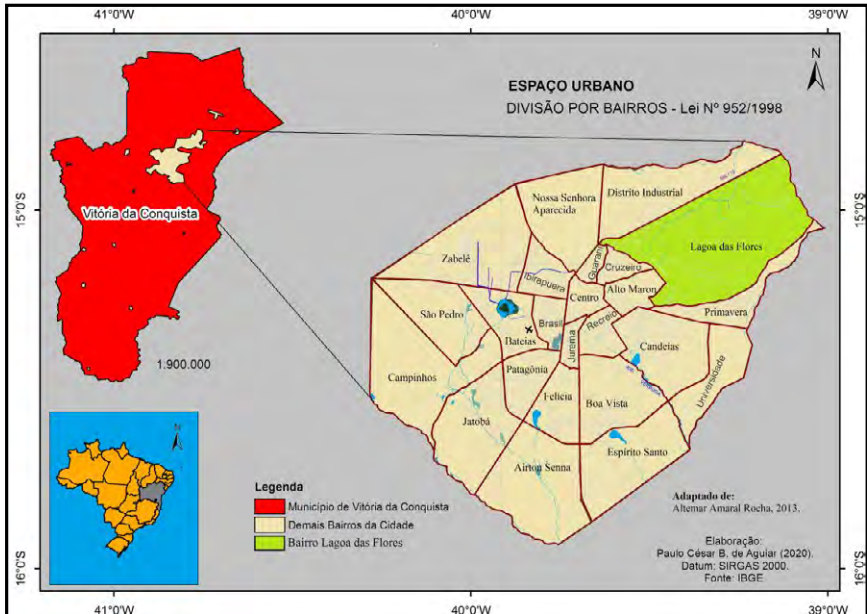 41°0'W
40°0'W
39°0'W
N
ESPAÇO URBANO
DIVISÃO POR BAIRROS - Lei Nº 952/1998
15°0'S
15°0'S
Vitória da Conquista
1:900.000
Nossa Senhora
Aparecida
Distrito Industrial
Lagoa das Flores
Zabelê
Ibirapuera
Guarani
Cruzeiro
Centro
Alto Maron
São Pedro
Brasil
Recreio
Primavera
Bateias
Jurema
Candeias
Campinhos
Patagônia
Universidade
Felícia
Boa Vista
Jatobá
Espírito Santo
Airton Senna
N
Legenda
Município de Vitória da Conquista
Demais Bairros da Cidade
Bairro Lagoa das Flores
Adaptado de:
Altemar Amaral Rocha, 2013.
Elaboração:
Paulo César B. de Aguiar (2020).
Datum: SIRGAS 2000.
Fonte: IBGE
16°0'S
16°0'S
41°0'W
40°0'W
39°0'W